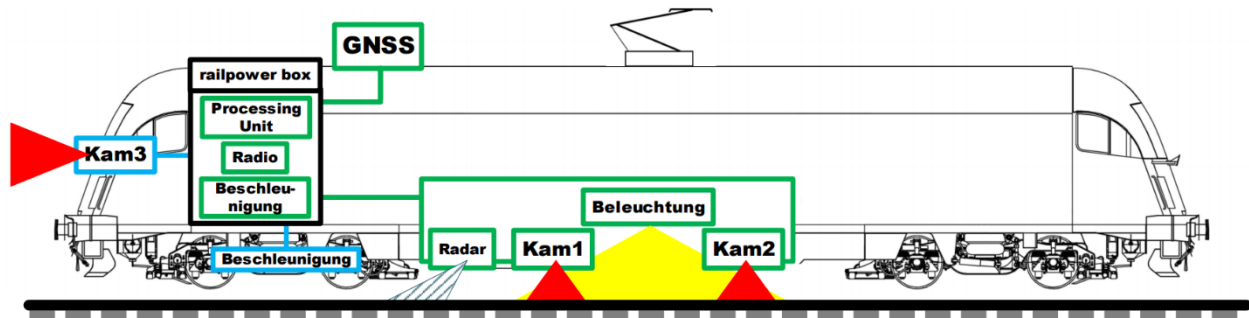 GNSS
railpower box
Processing
Unit
Kam3
Radio
Beschleu-
nigung
Beleuchtung
Radar
Kam1
Kam2
Beschleunigung